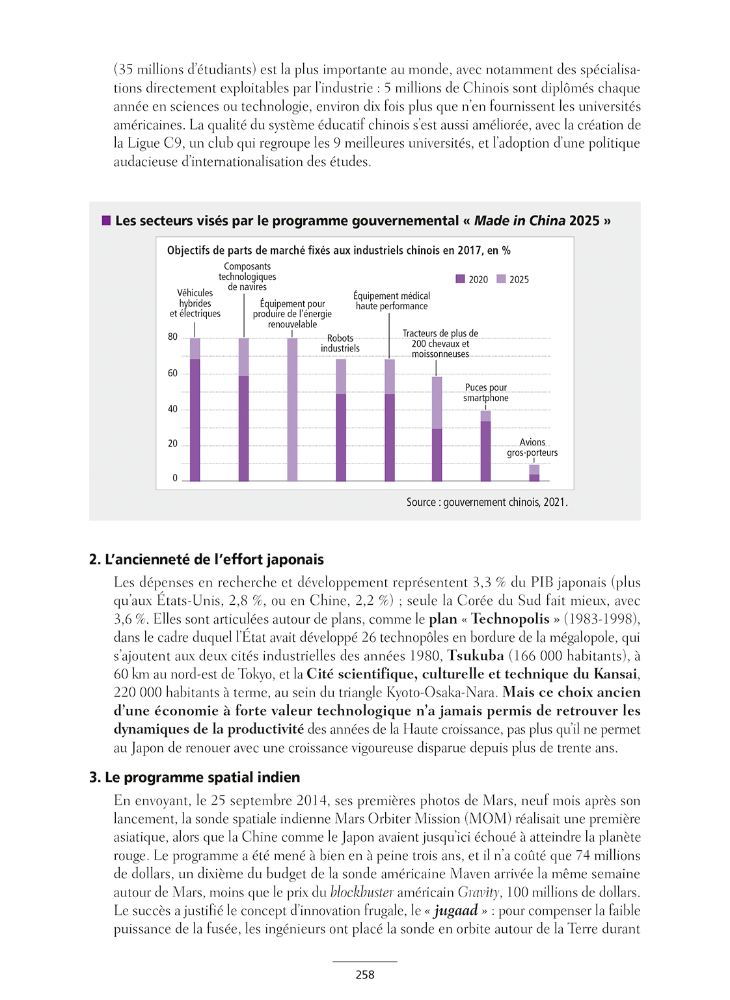 (35 millions d’étudiants) est la plus importante au monde, avec notamment des spécialisa-
tions directement exploitables par l’industrie : 5 millions de Chinois sont diplômés chaque
année en sciences ou technologie, environ dix fois plus que n’en fournissent les universités
américaines. La qualité du système éducatif chinois s’est aussi améliorée, avec la création de
la Ligue C9, un club qui regroupe les 9 meilleures universités, et l’adoption d’une politique
audacieuse d’internationalisation des études.
Les secteurs visés par le programme gouvernemental « Made in China 2025 »
Objectifs de parts de marché fixés aux industriels chinois en 2017, en %
2020
2025
Véhicules
hybrides
et électriques
Composants
technologiques
de navires
Équipement pour
produire de l'énergie
renouvelable
Robots
industriels
Équipement médical
haute performance
Tracteurs de plus de
200 chevaux et
moissonneuses
Puces pour
smartphone
Avions
gros-porteurs
80
60
40
20
0
Source : gouvernement chinois, 2021.
2. L’ancienneté de l’effort japonais
Les dépenses en recherche et développement représentent 3,3 % du PIB japonais (plus
qu’aux États-Unis, 2,8 %, ou en Chine, 2,2 %) ; seule la Corée du Sud fait mieux, avec
3,6 %. Elles sont articulées autour de plans, comme le plan « Technopolis » (1983-1998),
dans le cadre duquel l’État avait développé 26 technopôles en bordure de la mégalopole, qui
s’ajoutent aux deux cités industrielles des années 1980, Tsukuba (166 000 habitants), à
60 km au nord-est de Tokyo, et la Cité scientifique, culturelle et technique du Kansai,
220 000 habitants à terme, au sein du triangle Kyoto-Osaka-Nara. Mais ce choix ancien
d’une économie à forte valeur technologique n’a jamais permis de retrouver les
dynamiques de la productivité des années de la Haute croissance, pas plus qu’il ne permet
au Japon de renouer avec une croissance vigoureuse disparue depuis plus de trente ans.
3. Le programme spatial indien
En envoyant, le 25 septembre 2014, ses premières photos de Mars, neuf mois après son
lancement, la sonde spatiale indienne Mars Orbiter Mission (MOM) réalisait une première
asiatique, alors que la Chine comme le Japon avaient jusqu’ici échoué à atteindre la planète
rouge. Le programme a été mené à bien en à peine trois ans, et il n’a coûté que 74 millions
de dollars, un dixième du budget de la sonde américaine Maven arrivée la même semaine
autour de Mars, moins que le prix du blockbuster américain Gravity, 100 millions de dollars.
Le succès a justifié le concept d’innovation frugale, le « jugaad » : pour compenser la faible
puissance de la fusée, les ingénieurs ont placé la sonde en orbite autour de la Terre durant
258